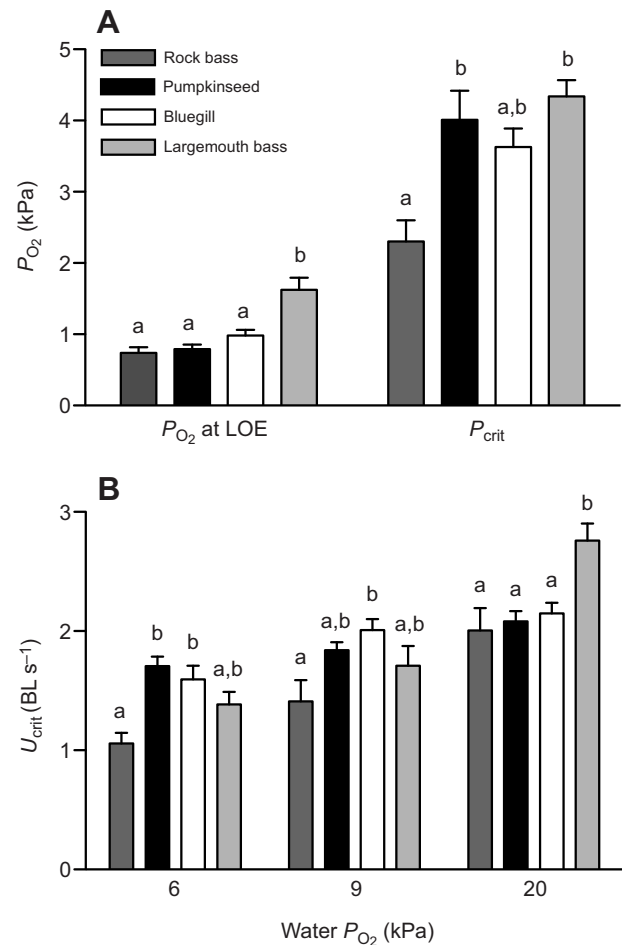 A
5
Rock bass
Pumpkinseed
Bluegill
Largemouth bass
b
b
a,b
4
3
a
2
b
a
a
a
1
0
PO2 (kPa)
PO2 at LOE
Pcrit
B
3
b
a
a
a
b
a,b
a,b
2
b
b
a
a,b
a
1
0
Ucrit (BL s–1)
6
9
20
Water PO2 (kPa)